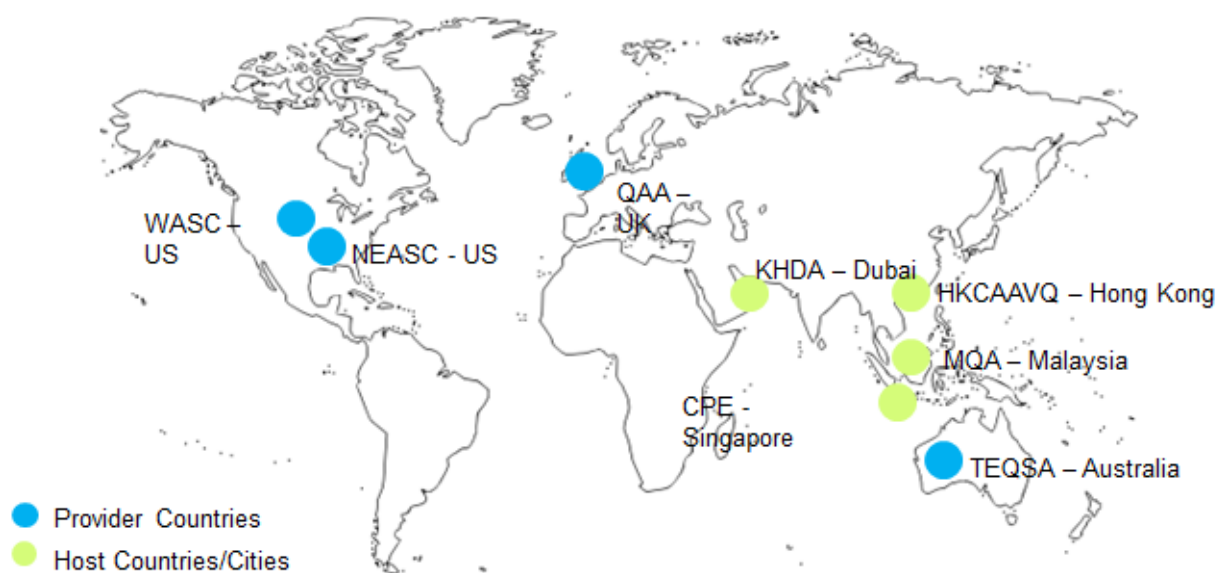 WASC –
US
NEASC - US
QAA –
UK
KHDA – Dubai
HKCAAVQ – Hong Kong
MQA – Malaysia
CPE -
Singapore
TEQSA – Australia
Provider Countries
Host Countries/Cities